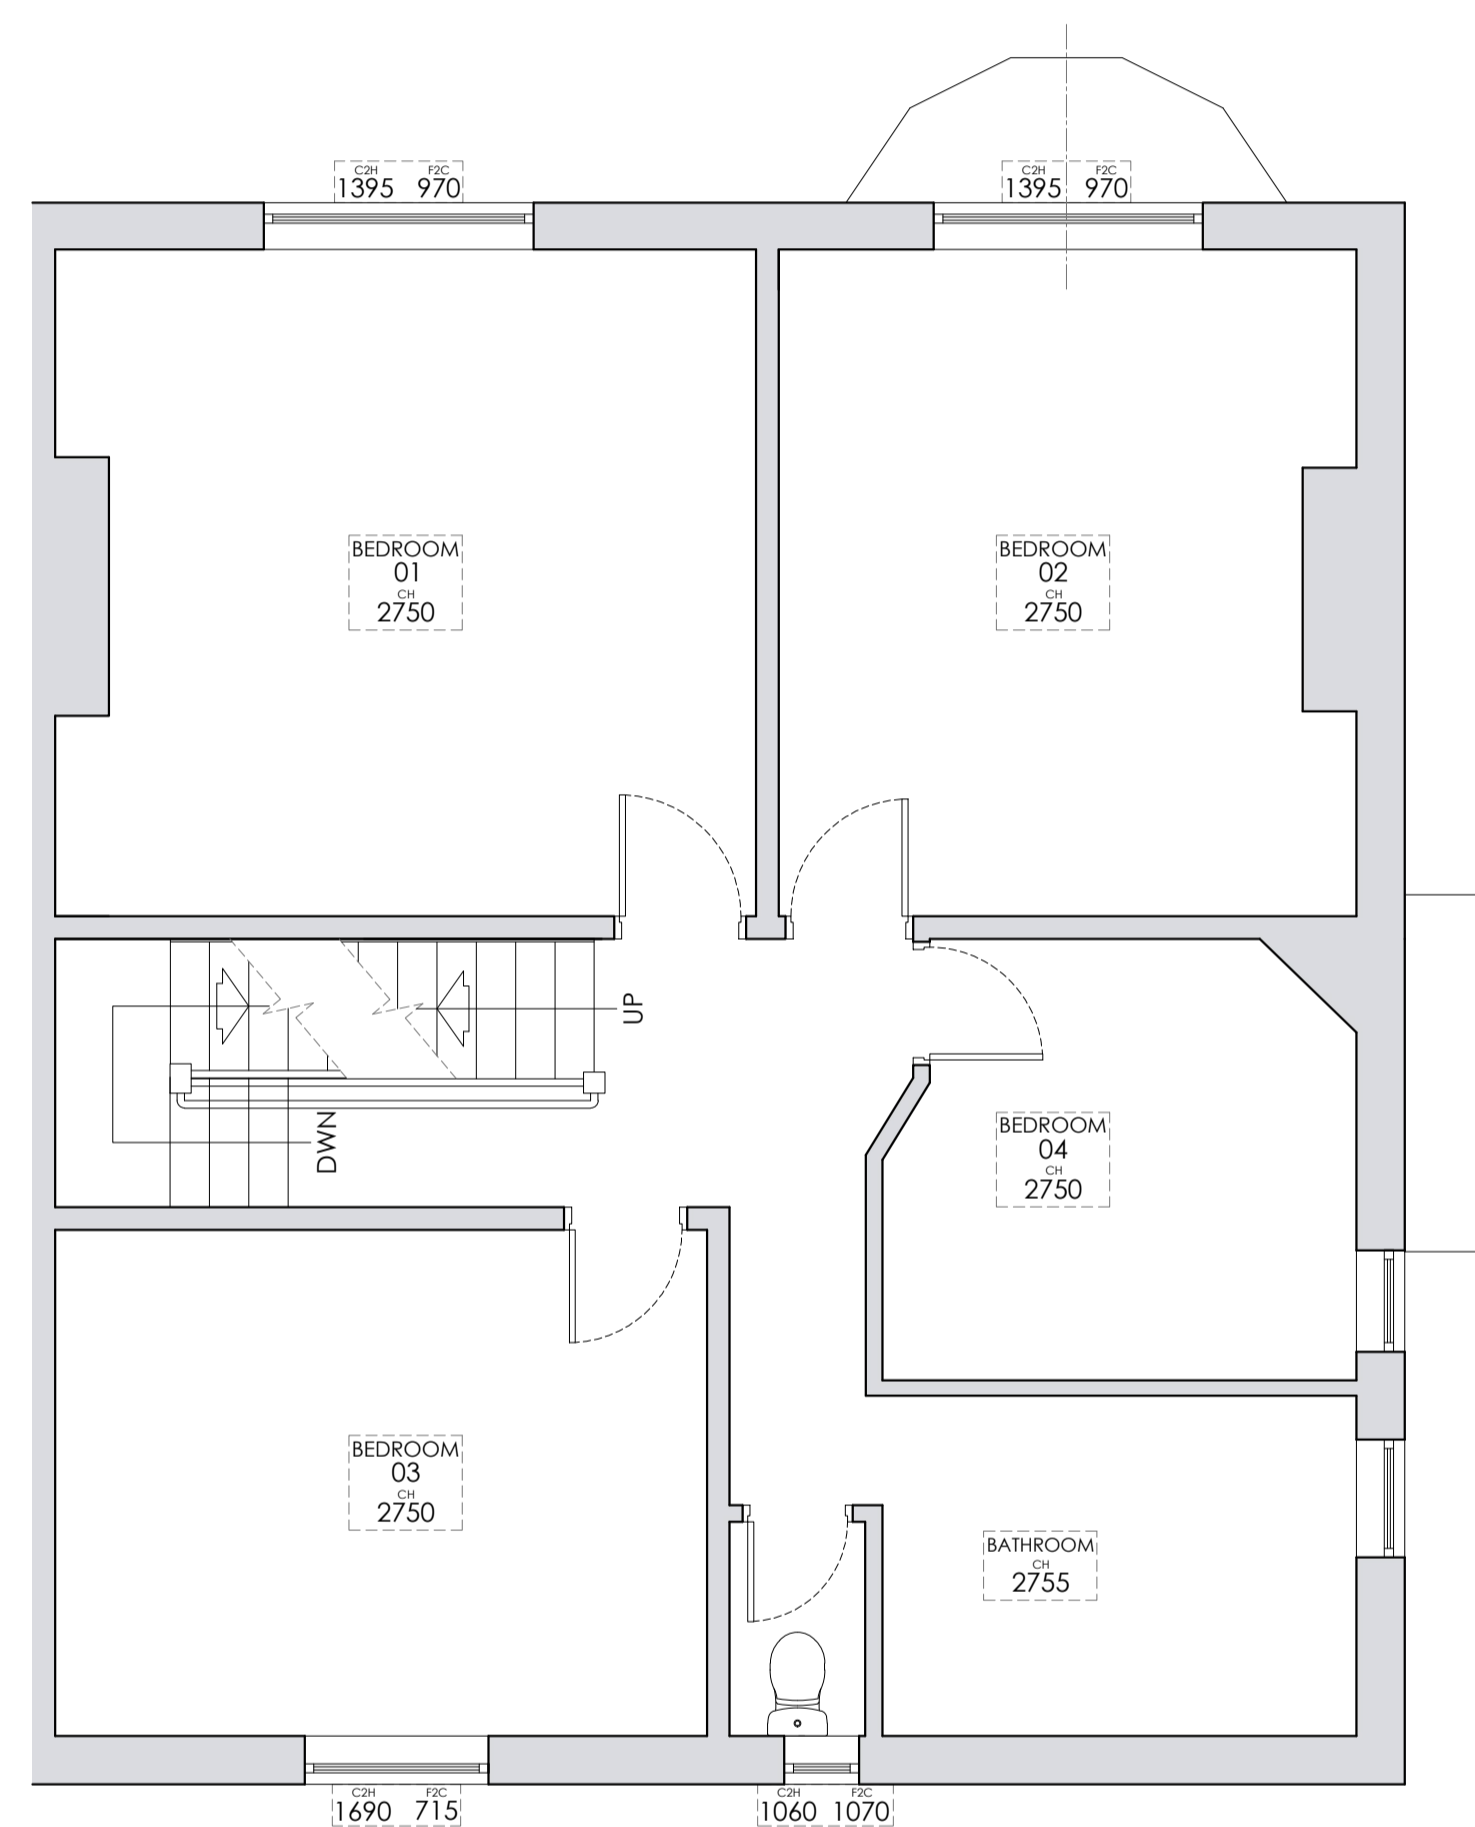 C2H F2C
1395 970
C2H F2C
1395 970
BEDROOM
01
CH
2750
BEDROOM
02
CH
2750
UP
DWN
BEDROOM
04
CH
2750
BEDROOM
03
CH
2750
BATHROOM
CH
2755
C2H F2C
1690 715
C2H F2C
1060 1070